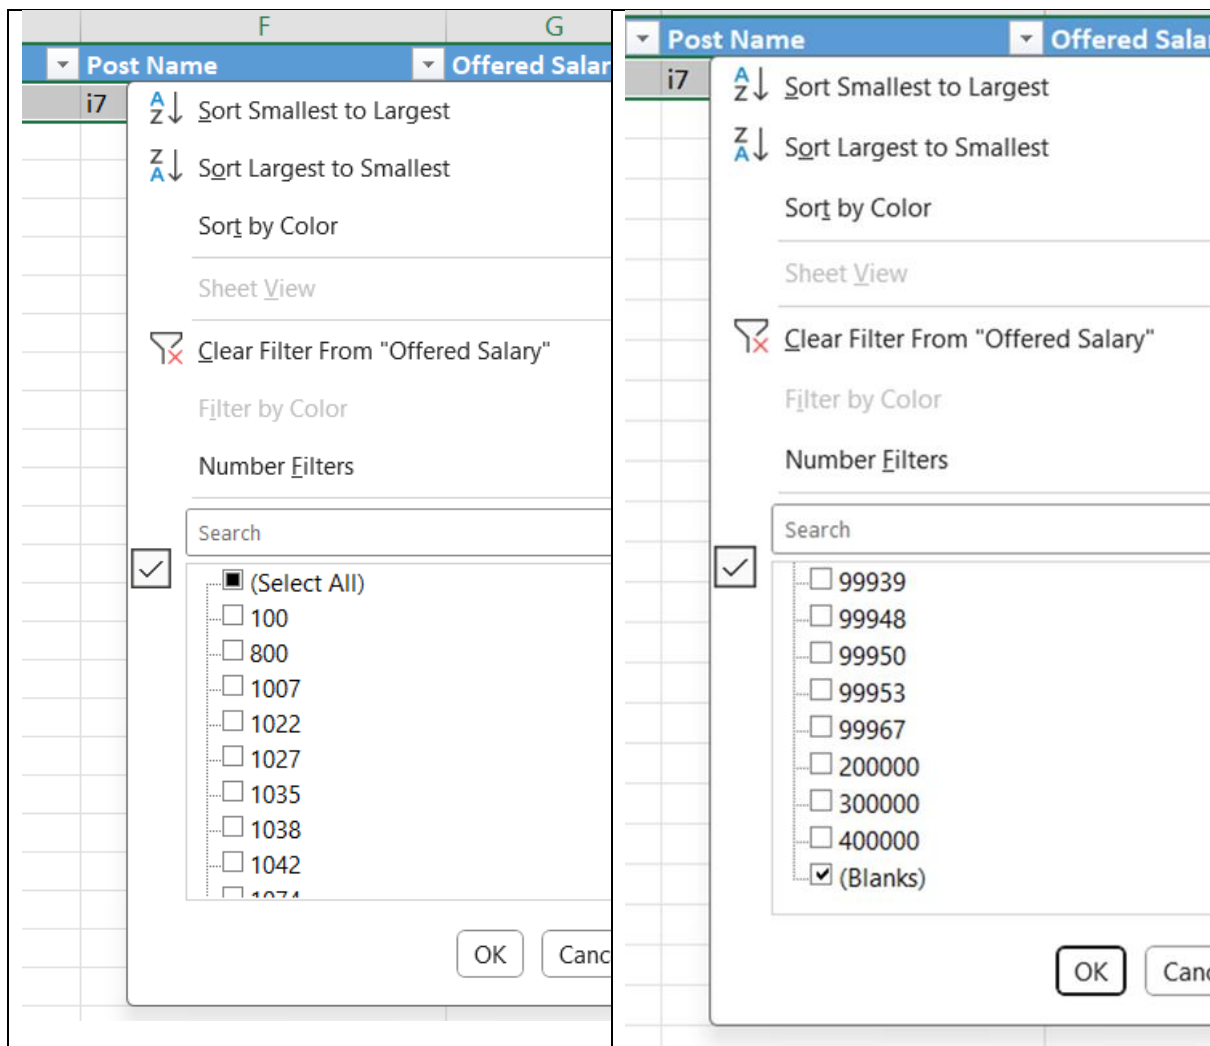 F G
Post Name Offered Salar
i7
Sort Smallest to Largest
Sort Largest to Smallest
Sort by Color
Sheet View
Clear Filter From "Offered Salary"
Filter by Color
Number Filters
Search
(Select All)
100
800
1007
1022
1027
1035
1038
1042
1074
OK Canc
Post Name Offered Sala
i7
Sort Smallest to Largest
Sort Largest to Smallest
Sort by Color
Sheet View
Clear Filter From "Offered Salary"
Filter by Color
Number Filters
Search
99939
99948
99950
99953
99967
200000
300000
400000
(Blanks)
OK Canc